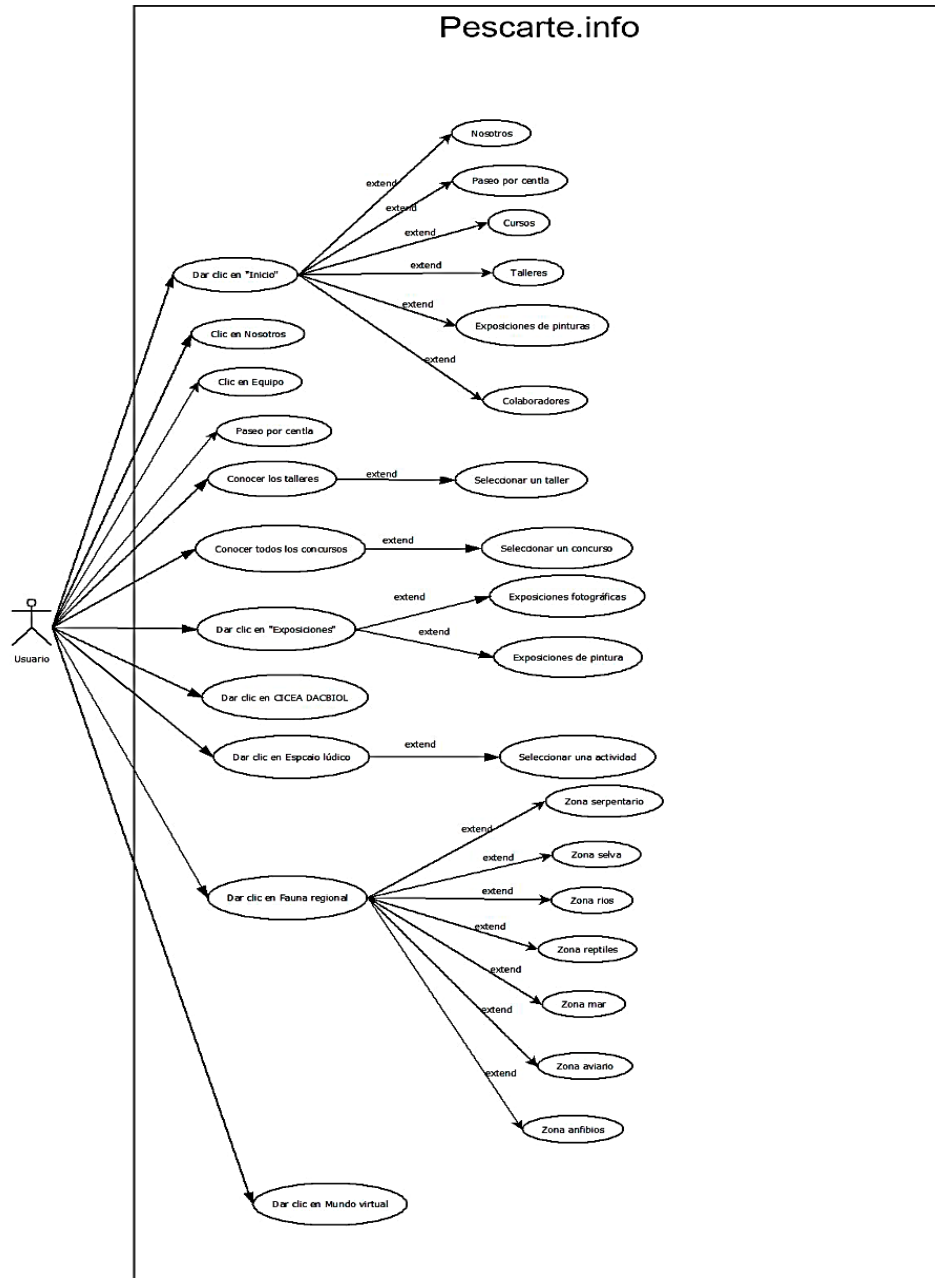 Pescarte.info
Nosotros
extend
Paseo por centla
extend
Cursos
extend
Dar clic en "Inicio"
extend
Talleres
extend
Exposiciones de pinturas
extend
Colaboradores
Clic en Nosotros
Clic en Equipo
Paseo por centla
Conocer los talleres
extend
Seleccionar un taller
Conocer todos los concursos
extend
Seleccionar un concurso
Usuario
Dar clic en "Exposiciones"
extend
Exposiciones fotográficas
extend
Exposiciones de pintura
Dar clic en CICEA DACBIOL
Dar clic en Espcaio lúdico
extend
Seleccionar una actividad
Dar clic en Fauna regional
extend
Zona serpentario
extend
Zona selva
extend
Zona rios
extend
Zona reptiles
extend
Zona mar
extend
Zona aviario
extend
Zona anfibios
Dar clic en Mundo virtual